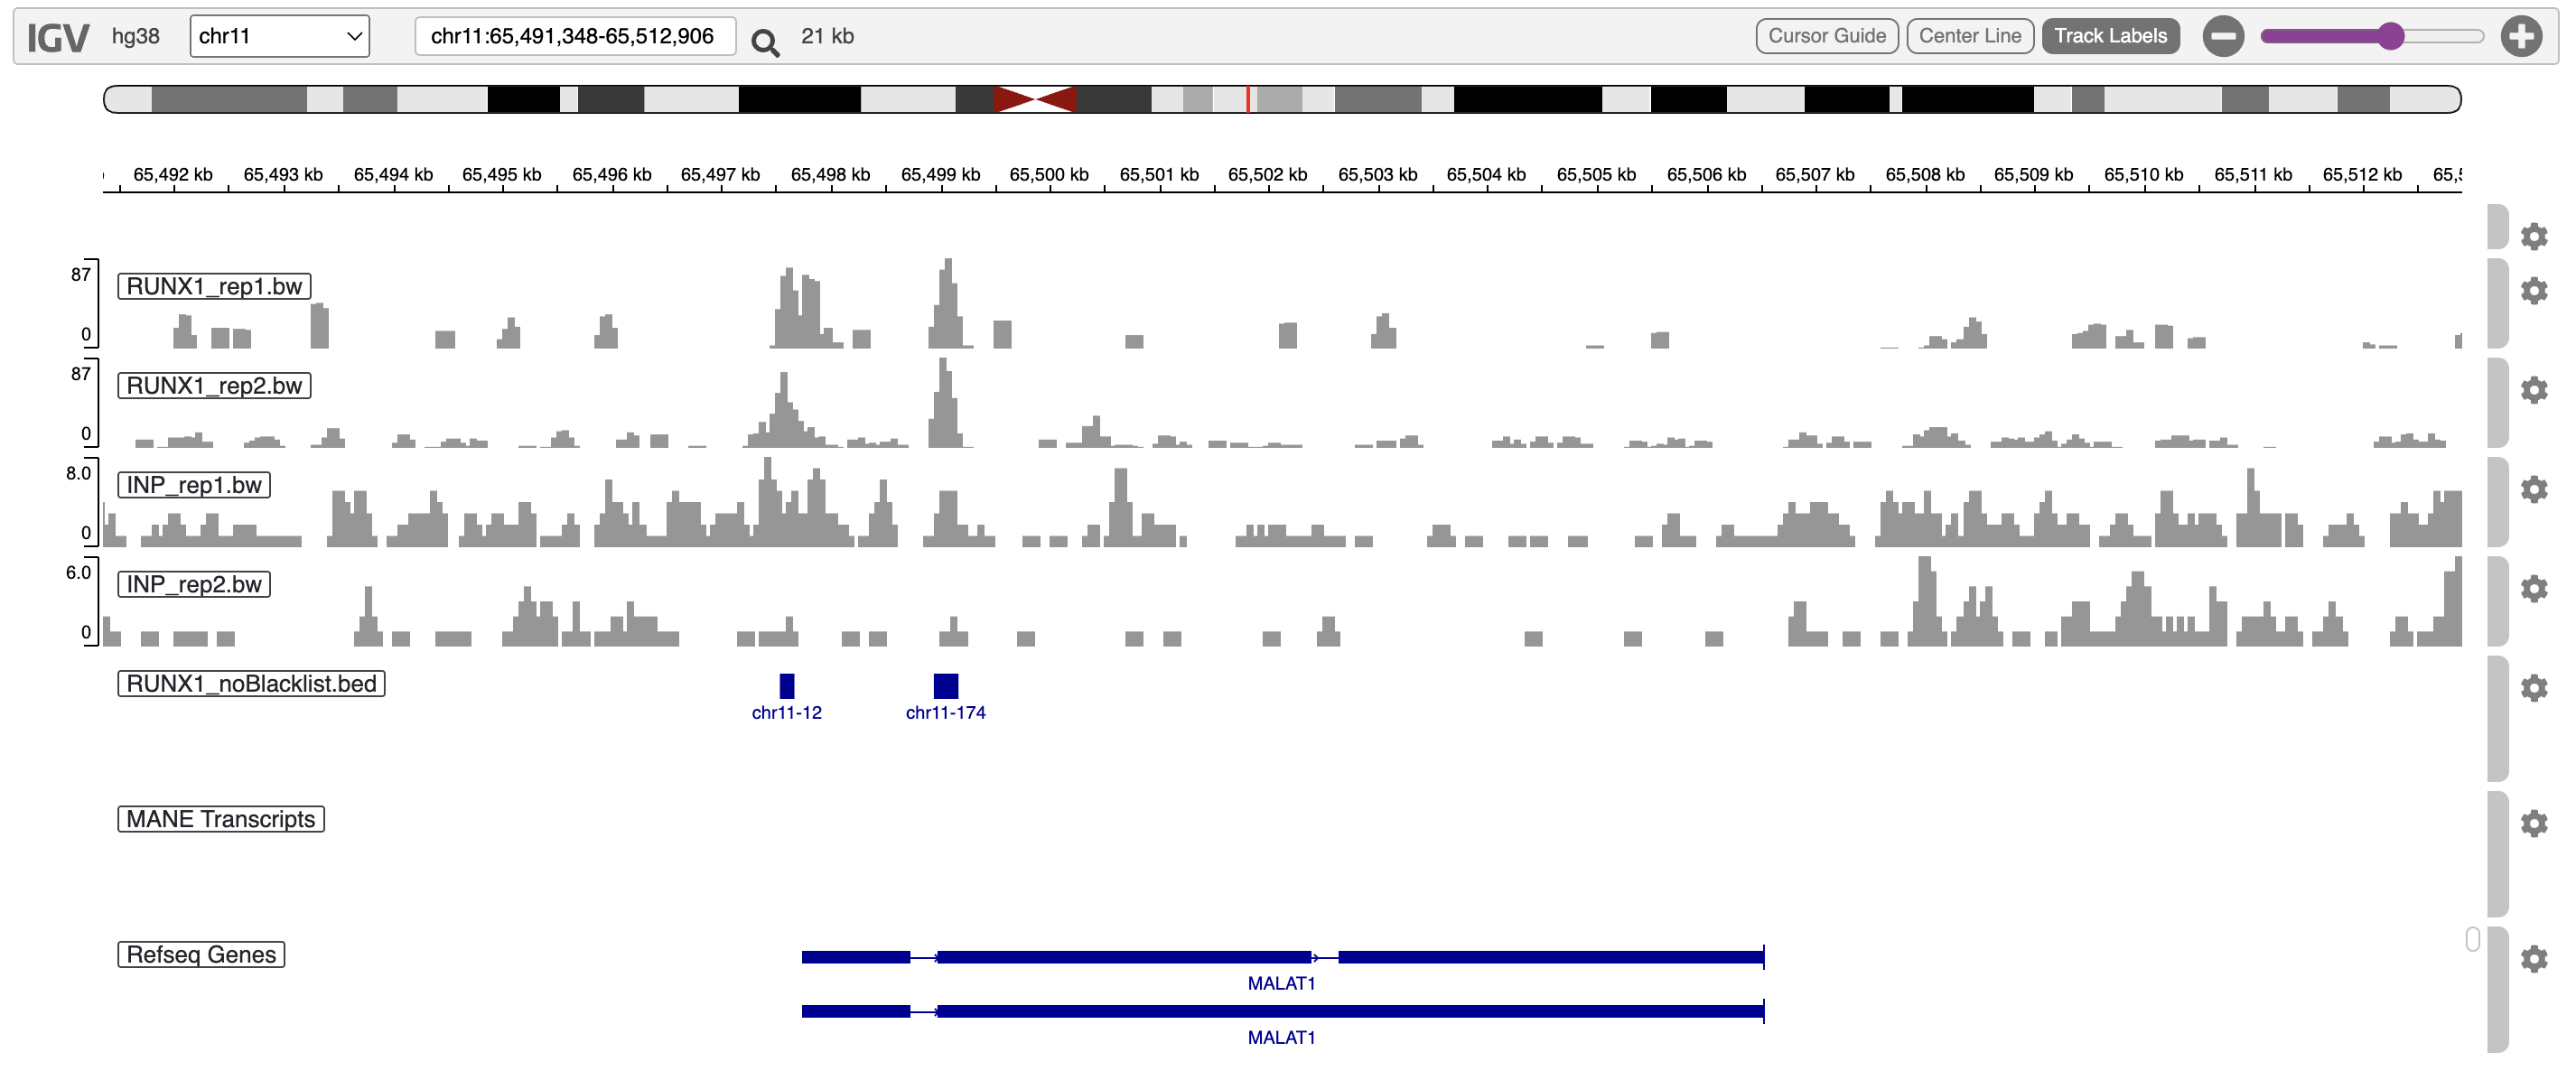 IGV hg38 chr11 chr11:65,491,348-65,512,906 21 kb Cursor Guide Center Line Track Labels
65,492 kb 65,493 kb 65,494 kb 65,495 kb 65,496 kb 65,497 kb 65,498 kb 65,499 kb 65,500 kb 65,501 kb 65,502 kb 65,503 kb 65,504 kb 65,505 kb 65,506 kb 65,507 kb 65,508 kb 65,509 kb 65,510 kb 65,511 kb 65,512 kb 65,5
87
RUNX1_rep1.bw
0
87
RUNX1_rep2.bw
0
8.0
INP_rep1.bw
0
6.0
INP_rep2.bw
0
RUNX1_noBlacklist.bed
chr11-12 chr11-174
MANE Transcripts
Refseq Genes
MALAT1
MALAT1